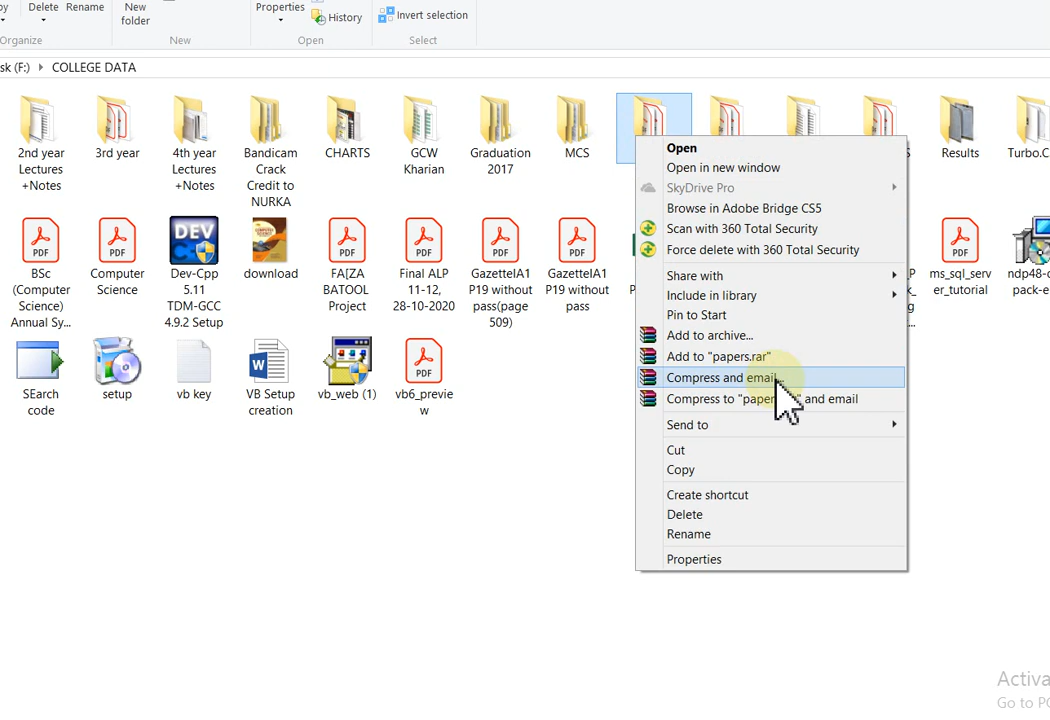 py
Delete
Rename
New
folder
Properties
History
Invert selection
Organize
New
Open
Select
sk (F:)
COLLEGE DATA
2nd year
Lectures
+Notes
3rd year
4th year
Lectures
+Notes
Bandicam
Crack
Credit to
NURKA
CHARTS
GCW
Kharian
Graduation
2017
MCS
Results
Turbo.C
BSc
(Computer
Science)
Annual Sy...
Computer
Science
DEV
C++
Dev-Cpp
5.11
TDM-GCC
4.9.2 Setup
download
FA[ZA
BATOOL
Project
Final ALP
11-12,
28-10-2020
GazetteIA1
P19 without
pass(page
509)
GazetteIA1
P19 without
pass
ms_sql_serv
er_tutorial
ndp48-d
pack-e
PDF
PDF
PDF
PDF
PDF
PDF
PDF
SEarch
code
setup
vb key
VB Setup
creation
vb_web (1)
vb6_previe
w
PDF
Open
Open in new window
SkyDrive Pro
Browse in Adobe Bridge CS5
Scan with 360 Total Security
Force delete with 360 Total Security
Share with
Include in library
Pin to Start
Add to archive...
Add to "papers.rar"
Compress and email...
Compress to "paper and email
Send to
Cut
Copy
Create shortcut
Delete
Rename
Properties
Activa
Go to PC